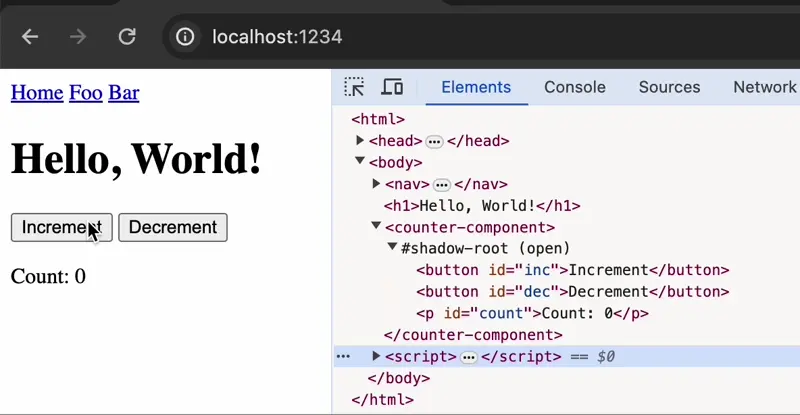 localhost:1234
Home Foo Bar
Hello, World!
Increment Decrement
Count: 0
Elements Console Sources Network
<html>
<head> ... </head>
<body>
<nav> ... </nav>
<h1>Hello, World!</h1>
<counter-component>
#shadow-root (open)
<button id="inc">Increment</button>
<button id="dec">Decrement</button>
<p id="count">Count: 0</p>
</counter-component>
... <script> ... </script> == $0
</body>
</html>